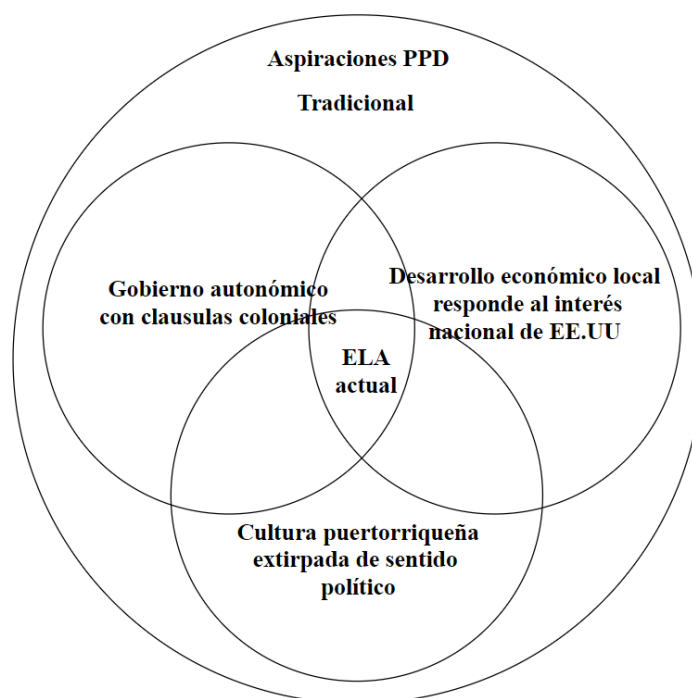 Aspiraciones PPD
Tradicional
Gobierno autonómico
con clausulas coloniales
Desarrollo económico local
responde al interés
nacional de EE.UU
ELA
actual
Cultura puertorriqueña
extirpada de sentido
político